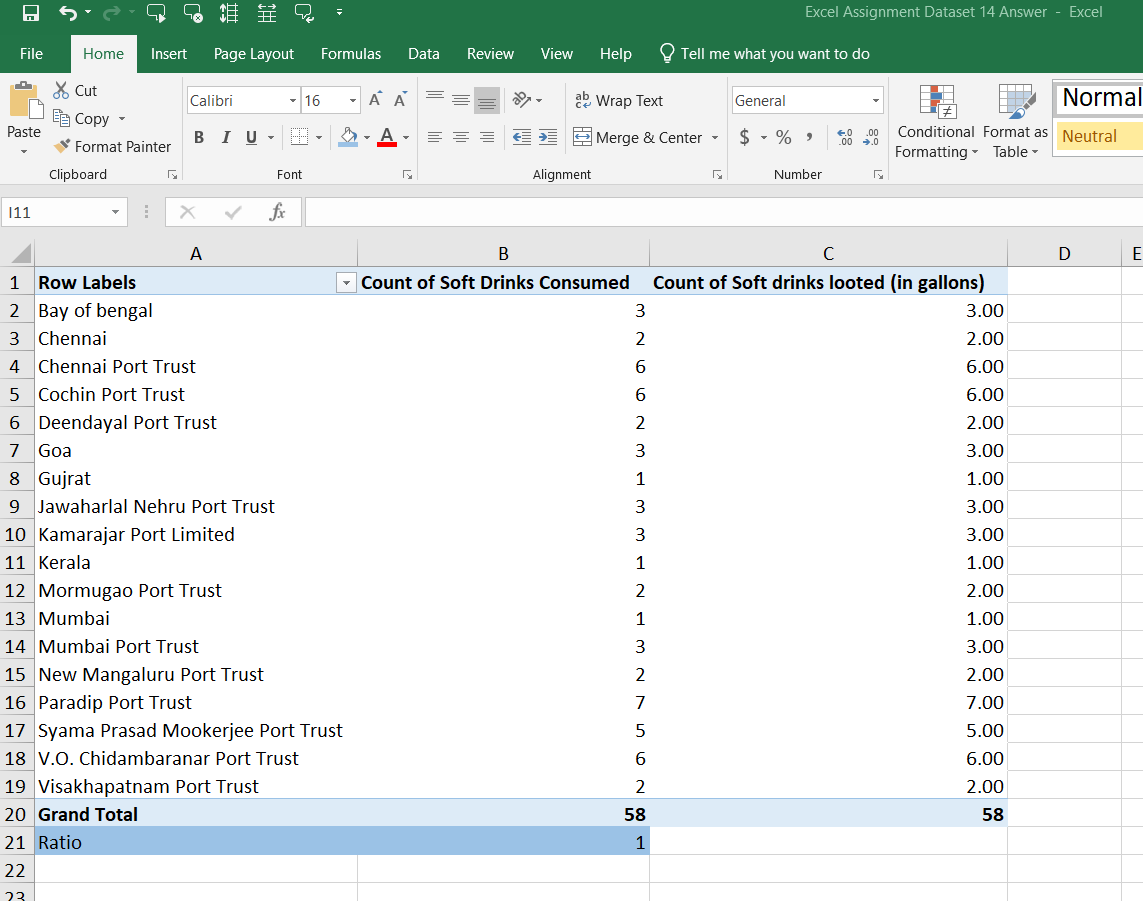 Excel Assignment Dataset 14 Answer - Excel
File Home Insert Page Layout Formulas Data Review View Help Tell me what you want to do
Cut
Calibri 16 A A ab Wrap Text General Normal
Paste Copy Conditional Format as
B I U A Merge & Center $ % , .00 .00 Neutral
Format Painter Formatting Table
Clipboard Font Alignment Number
I11 fx
A B C D E
1 Row Labels Count of Soft Drinks Consumed Count of Soft drinks looted (in gallons)
2 Bay of bengal 3 3.00
3 Chennai 2 2.00
4 Chennai Port Trust 6 6.00
5 Cochin Port Trust 6 6.00
6 Deendayal Port Trust 2 2.00
7 Goa 3 3.00
8 Gujrat 1 1.00
9 Jawaharlal Nehru Port Trust 3 3.00
10 Kamarajar Port Limited 3 3.00
11 Kerala 1 1.00
12 Mormugao Port Trust 2 2.00
13 Mumbai 1 1.00
14 Mumbai Port Trust 3 3.00
15 New Mangaluru Port Trust 2 2.00
16 Paradip Port Trust 7 7.00
17 Syama Prasad Mookerjee Port Trust 5 5.00
18 V.O. Chidambaranar Port Trust 6 6.00
19 Visakhapatnam Port Trust 2 2.00
20 Grand Total 58 58
21 Ratio 1
22
23